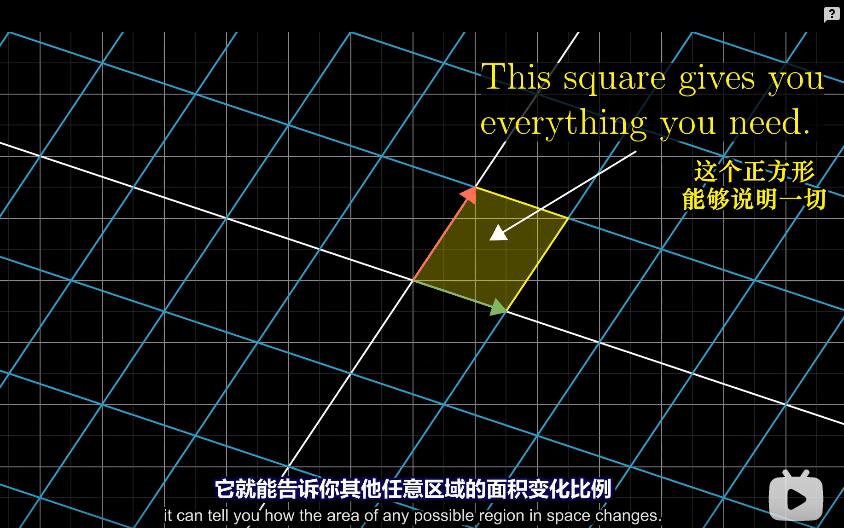 This square gives you
everything you need.
这个正方形
能够说明一切
它就能告诉你其他任意区域的面积变化比例
it can tell you how the area of any possible region in space changes.
?